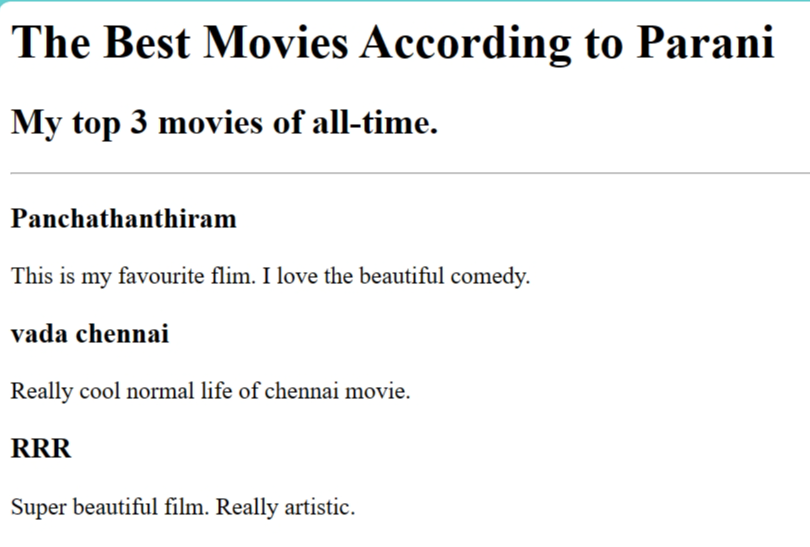 The Best Movies According to Parani
My top 3 movies of all-time.
Panchathanthiram
This is my favourite flim. I love the beautiful comedy.
vada chennai
Really cool normal life of chennai movie.
RRR
Super beautiful film. Really artistic.